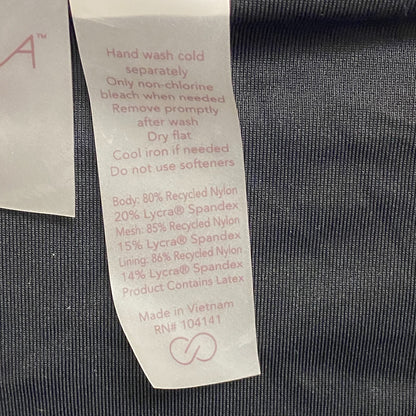 A™
Hand wash cold
separately
Only non-chlorine
bleach when needed
Remove promptly
after wash
Dry flat
Cool iron if needed
Do not use softeners
Body: 80% Recycled Nylon
20% Lycra® Spandex
Mesh: 85% Recycled Nylon
15% Lycra® Spandex
Lining: 86% Recycled Nylon
14% Lycra® Spandex
Product Contains Latex
Made in Vietnam
RN# 104141